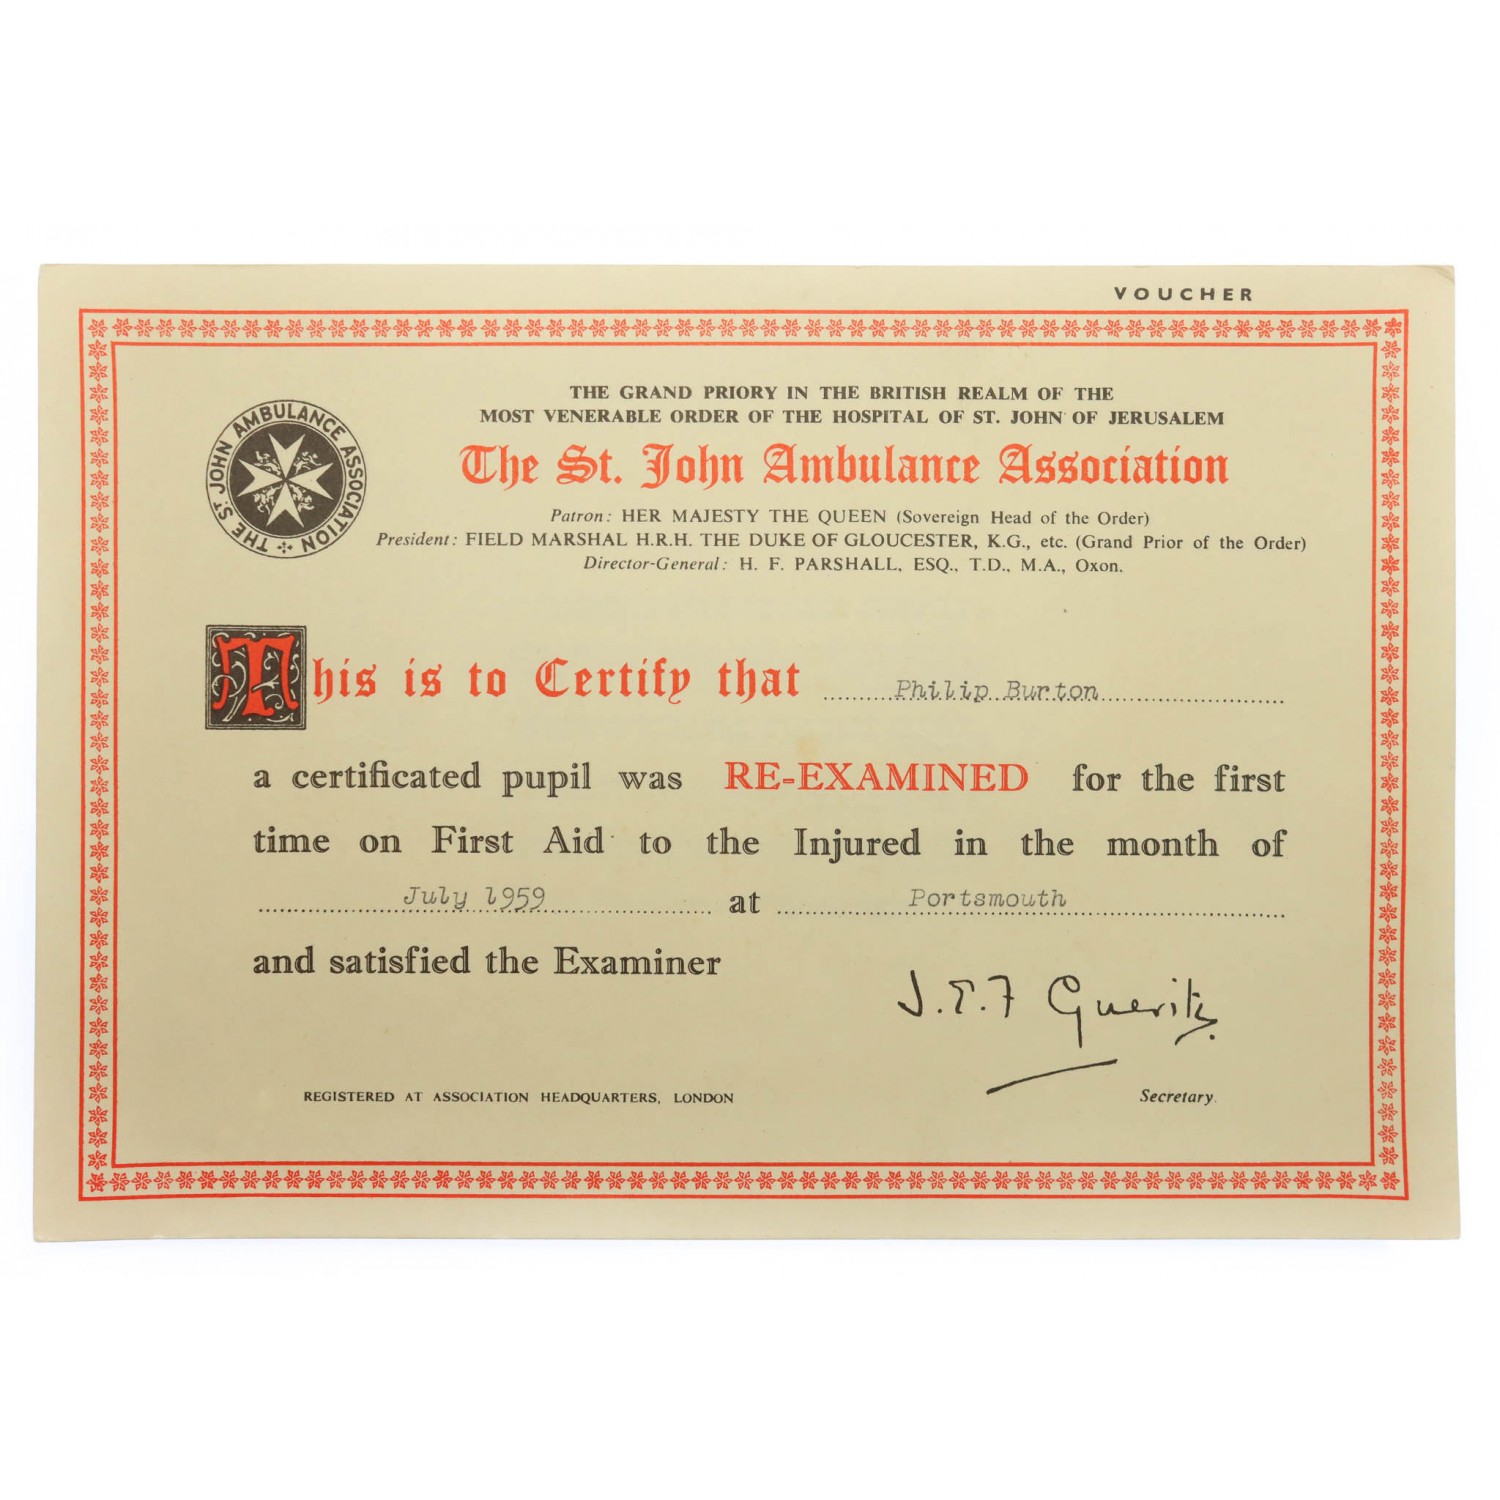 VOUCHER
THE GRAND PRIORY IN THE BRITISH REALM OF THE
MOST VENERABLE ORDER OF THE HOSPITAL OF ST. JOHN OF JERUSALEM
The St. John Ambulance Association
THE ST. JOHN AMBULANCE ASSOCIATION
Patron: HER MAJESTY THE QUEEN (Sovereign Head of the Order)
President: FIELD MARSHAL H.R.H. THE DUKE OF GLOUCESTER, K.G., etc. (Grand Prior of the Order)
Director-General: H. F. PARSHALL, ESQ., T.D., M.A., Oxon.
This is to Certify that Philip Burton
a certificated pupil was RE-EXAMINED for the first
time on First Aid to the Injured in the month of
July 1959 at Portsmouth
and satisfied the Examiner
J.E.F Gueritz
REGISTERED AT ASSOCIATION HEADQUARTERS, LONDON
Secretary.